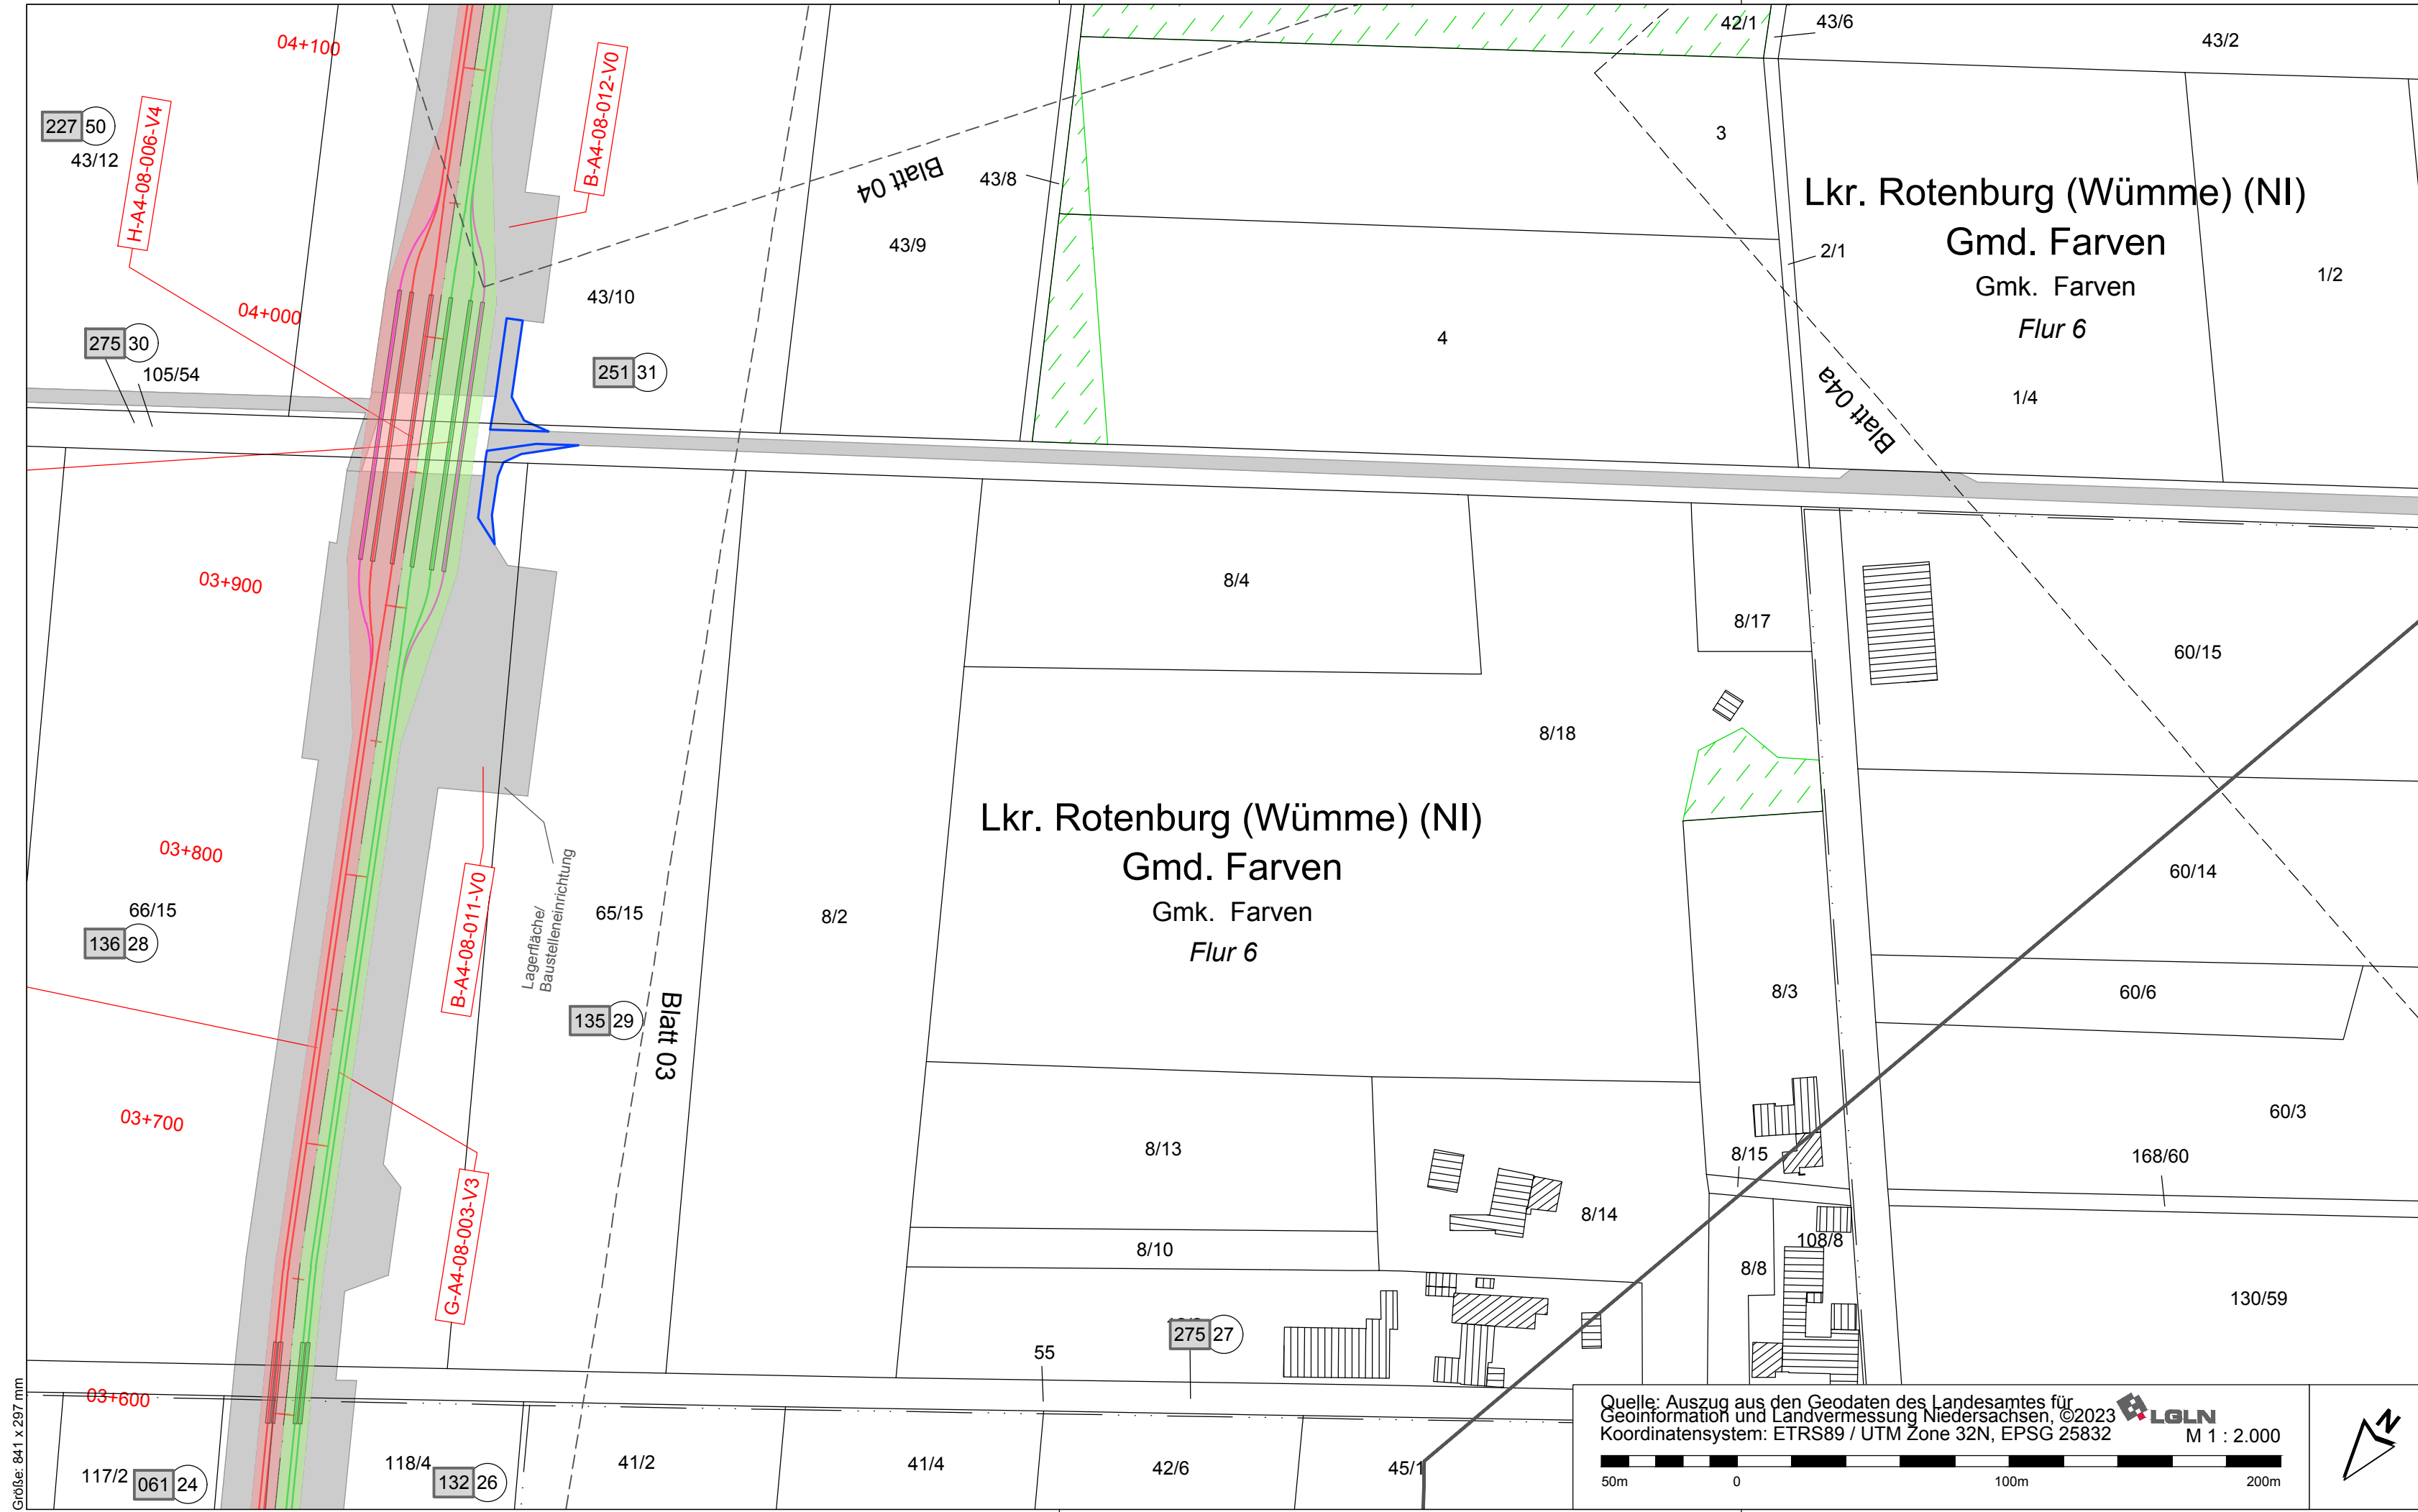 04+100
42/1
43/6
43/2
B-A4-08-012-V0
227 50
43/12
H-A4-08-006-V4
3
Blatt 04
43/8
Lkr. Rotenburg (Wümme) (NI)
Gmd. Farven
Gmk. Farven
Flur 6
43/9
2/1
1/2
43/10
04+000
275 30
105/54
251 31
4
Blatt 04a
1/4
03+900
8/4
8/17
60/15
8/18
03+800
Lkr. Rotenburg (Wümme) (NI)
Gmd. Farven
Gmk. Farven
Flur 6
60/14
66/15
136 28
B-A4-08-011-V0
Lagerfläche/
Baustelleneinrichtung
65/15
8/2
135 29
Blatt 03
8/3
60/6
03+700
60/3
8/13
8/15
168/60
G-A4-08-003-V3
8/14
8/10
108/8
8/8
130/59
275 27
55
03+600
117/2
061 24
118/4
132 26
41/2
41/4
42/6
45/1
Größe: 841 x 297 mm
Quelle: Auszug aus den Geodaten des Landesamtes für
Geoinformation und Landvermessung Niedersachsen, ©2023
LGLN
Koordinatensystem: ETRS89 / UTM Zone 32N, EPSG 25832
M 1 : 2.000
50m 0 100m 200m
N